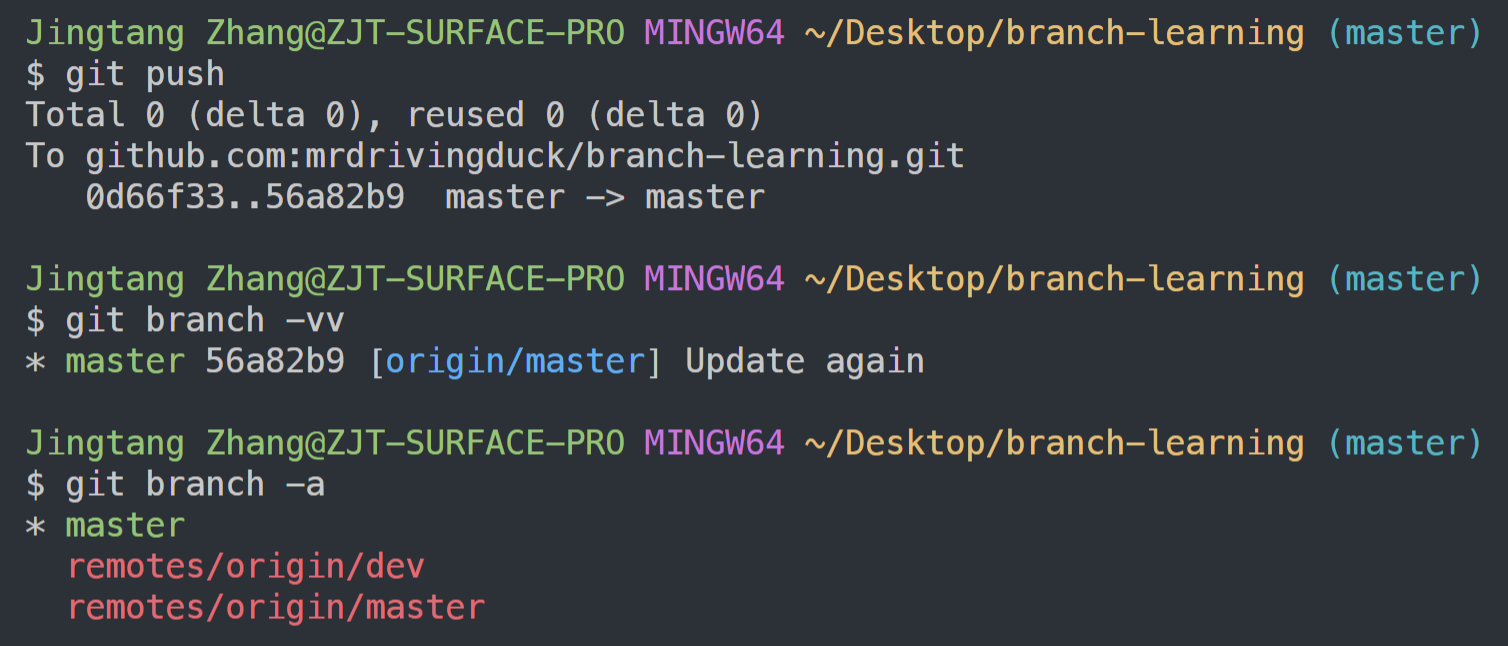 Jingtang Zhang@ZJT-SURFACE-PRO MINGW64 ~/Desktop/branch-learning (master)
$ git push
Total 0 (delta 0), reused 0 (delta 0)
To github.com:mrdrivingduck/branch-learning.git
   0d66f33..56a82b9  master -> master

Jingtang Zhang@ZJT-SURFACE-PRO MINGW64 ~/Desktop/branch-learning (master)
$ git branch -vv
* master 56a82b9 [origin/master] Update again

Jingtang Zhang@ZJT-SURFACE-PRO MINGW64 ~/Desktop/branch-learning (master)
$ git branch -a
* master
  remotes/origin/dev
  remotes/origin/master